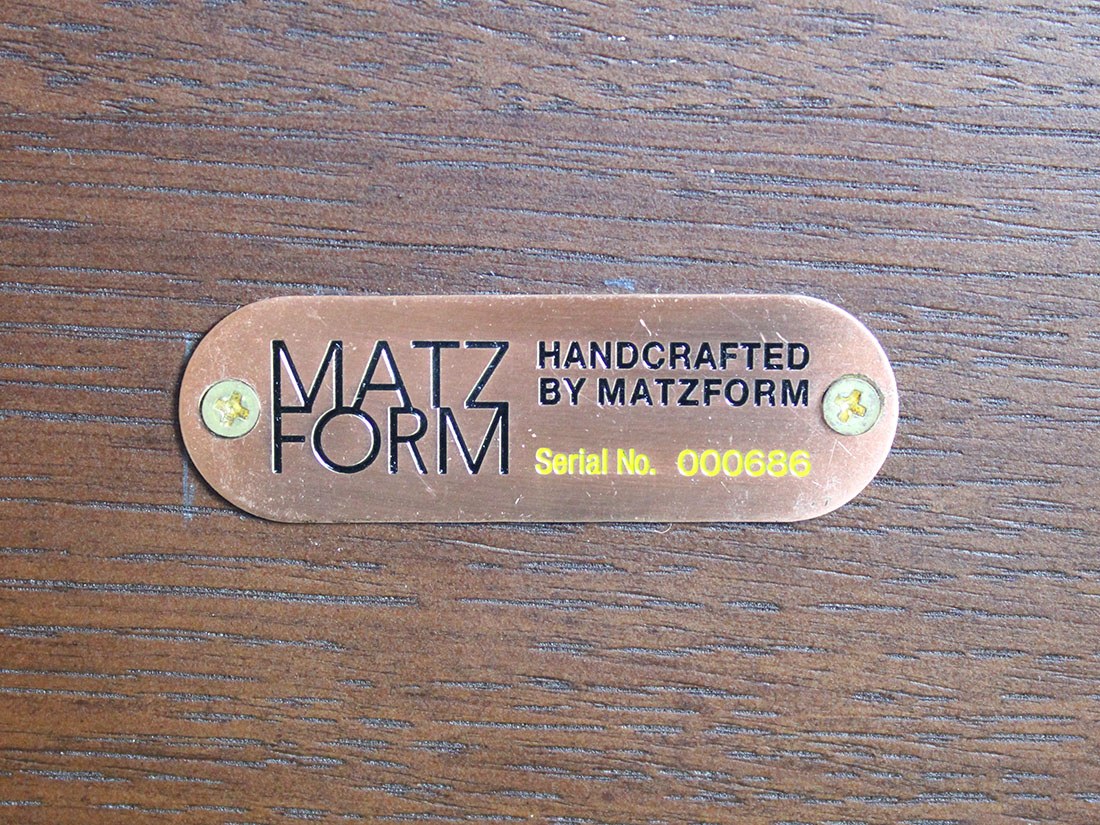 MATZ
FORM
HANDCRAFTED
BY MATZFORM
Serial No. 000686